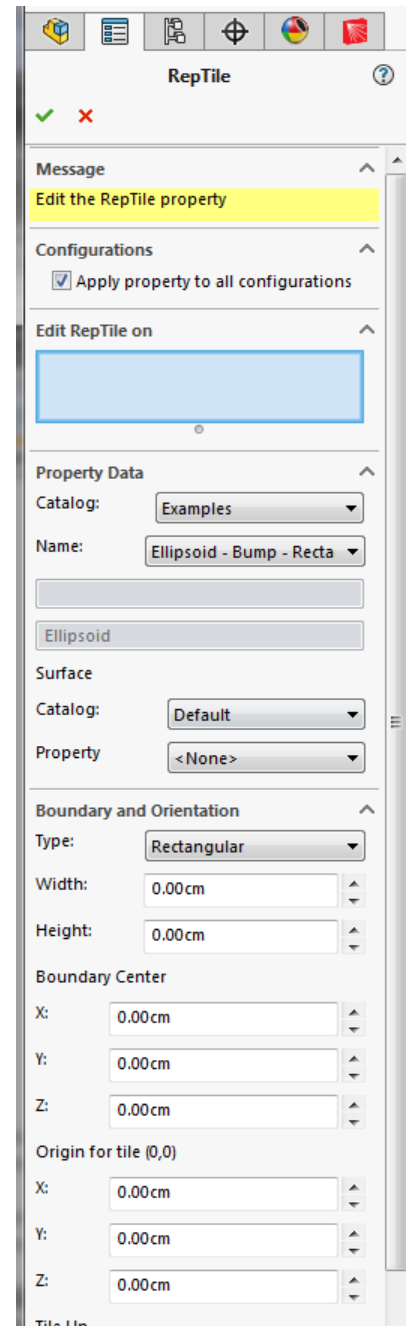 RepTile
Message
Edit the RepTile property
Configurations
Apply property to all configurations
Edit RepTile on
Property Data
Catalog: Examples
Name: Ellipsoid - Bump - Recta
Ellipsoid
Surface
Catalog: Default
Property <None>
Boundary and Orientation
Type: Rectangular
Width: 0.00cm
Height: 0.00cm
Boundary Center
X: 0.00cm
Y: 0.00cm
Z: 0.00cm
Origin for tile (0,0)
X: 0.00cm
Y: 0.00cm
Z: 0.00cm
Tile Up